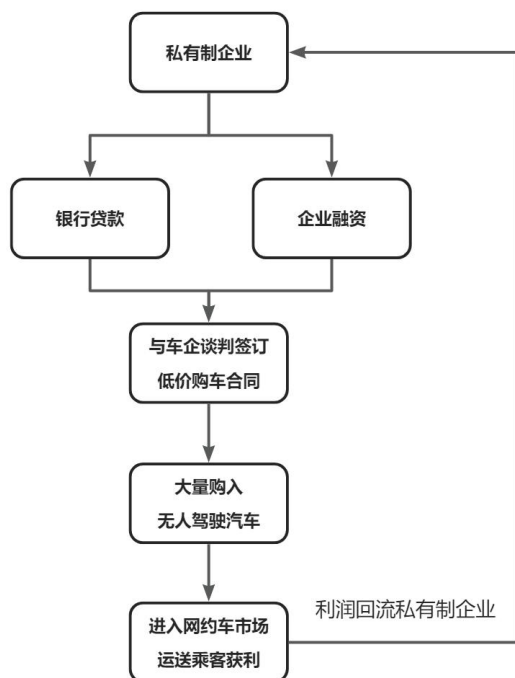 私有制企业
银行贷款
企业融资
与车企谈判签订
低价购车合同
大量购入
无人驾驶汽车
进入网约车市场
运送乘客获利
利润回流私有制企业